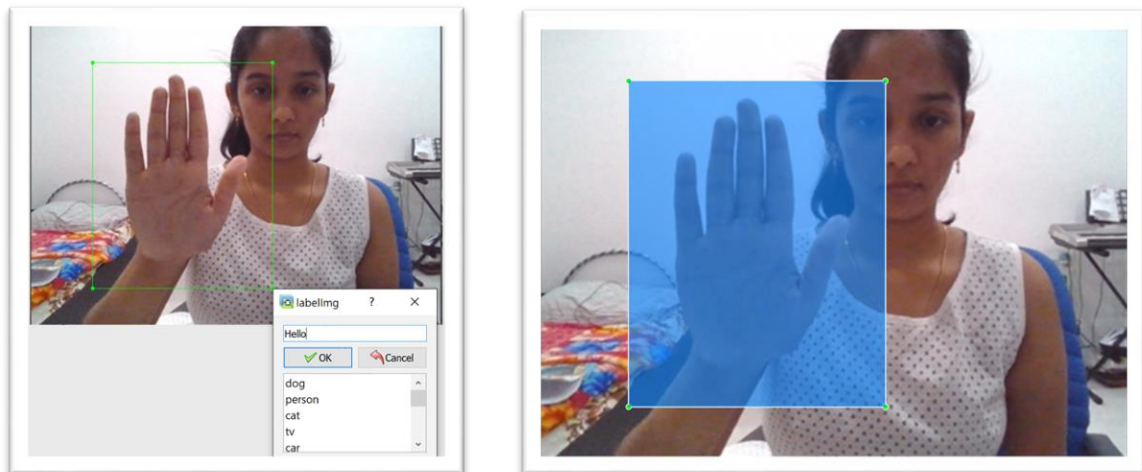 labelImg ? ×
Hello
OK Cancel
dog
person
cat
tv
car